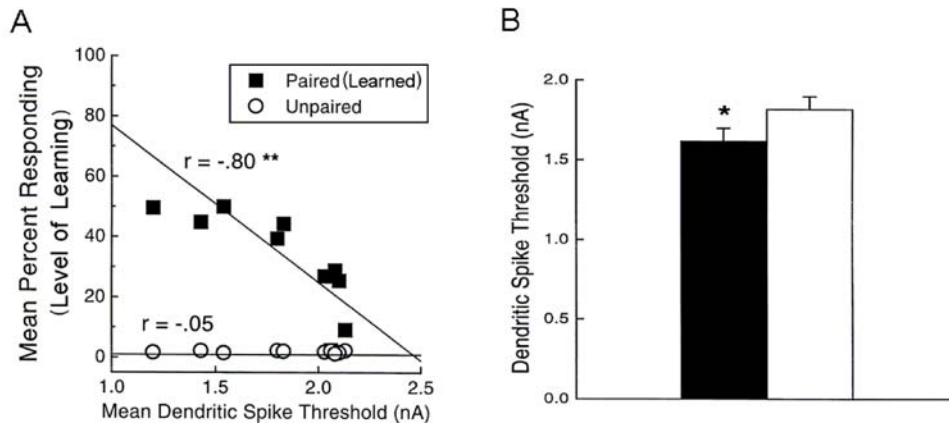 A
Mean Percent Responding
(Level of Learning)
100
80
60
40
20
0
Paired (Learned)
Unpaired
r = -.80 **
r = -.05
1.0 1.5 2.0 2.5
Mean Dendritic Spike Threshold (nA)
B
Dendritic Spike Threshold (nA)
2.0
1.5
1.0
0.5
0.0
*